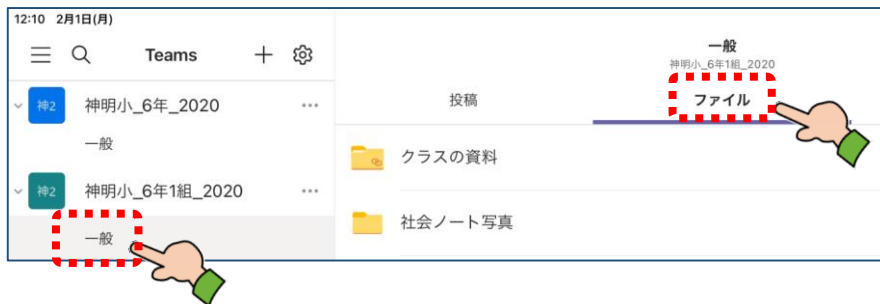 12:10 2月1日(月)
Teams
神2 神明小_6年_2020
一般
神2 神明小_6年1組_2020
一般
一般
神明小_6年1組_2020
投稿 ファイル
クラスの資料
社会ノート写真